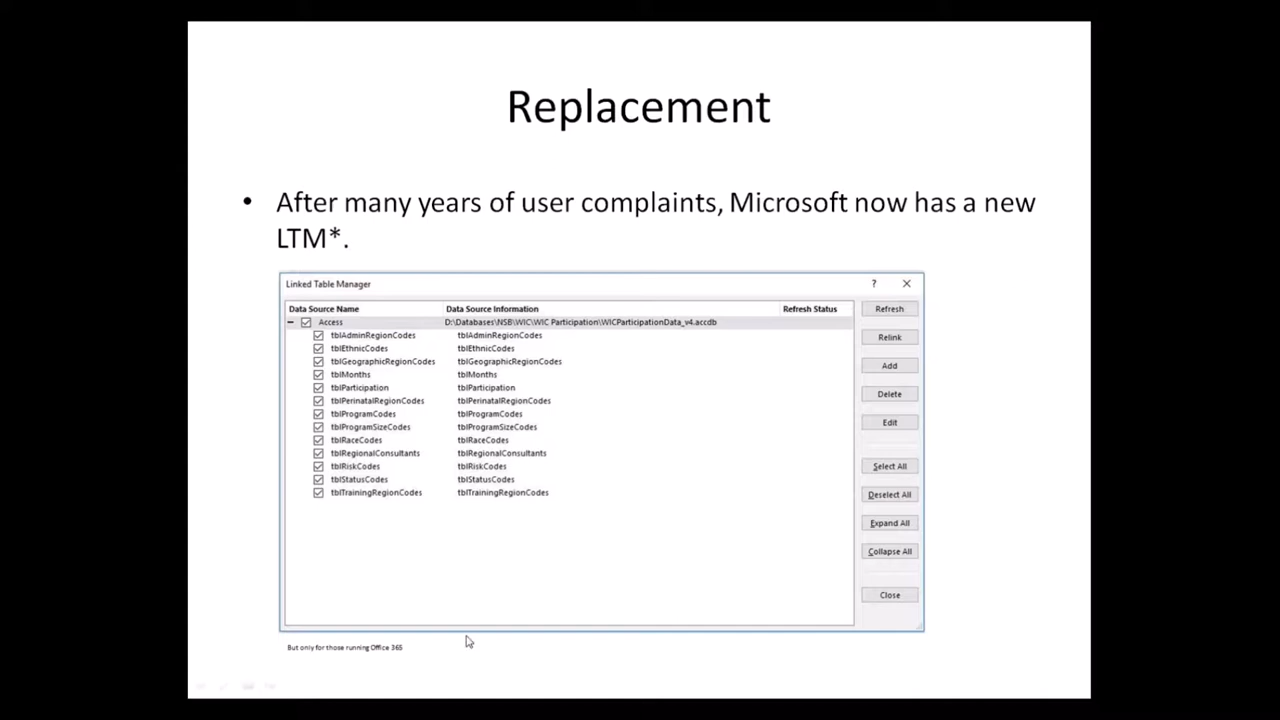 Replacement
• After many years of user complaints, Microsoft now has a new
LTM*.
Linked Table Manager ?
Data Source Name Data Source Information Refresh Status
Access D:\Databases\NSB\WIC\WIC Participation\WICParticipationData_v4.accdb
tblAdminRegionCodes tblAdminRegionCodes
tblEthnicCodes tblEthnicCodes
tblGeographicRegionCodes tblGeographicRegionCodes
tblMonths tblMonths
tblParticipation tblParticipation
tblPerinatalRegionCodes tblPerinatalRegionCodes
tblProgramCodes tblProgramCodes
tblProgramSizeCodes tblProgramSizeCodes
tblRaceCodes tblRaceCodes
tblRegionalConsultants tblRegionalConsultants
tblRiskCodes tblRiskCodes
tblStatusCodes tblStatusCodes
tblTrainingRegionCodes tblTrainingRegionCodes
Refresh
Relink
Add
Delete
Edit
Select All
Deselect All
Expand All
Collapse All
Close
But only for those running Office 365